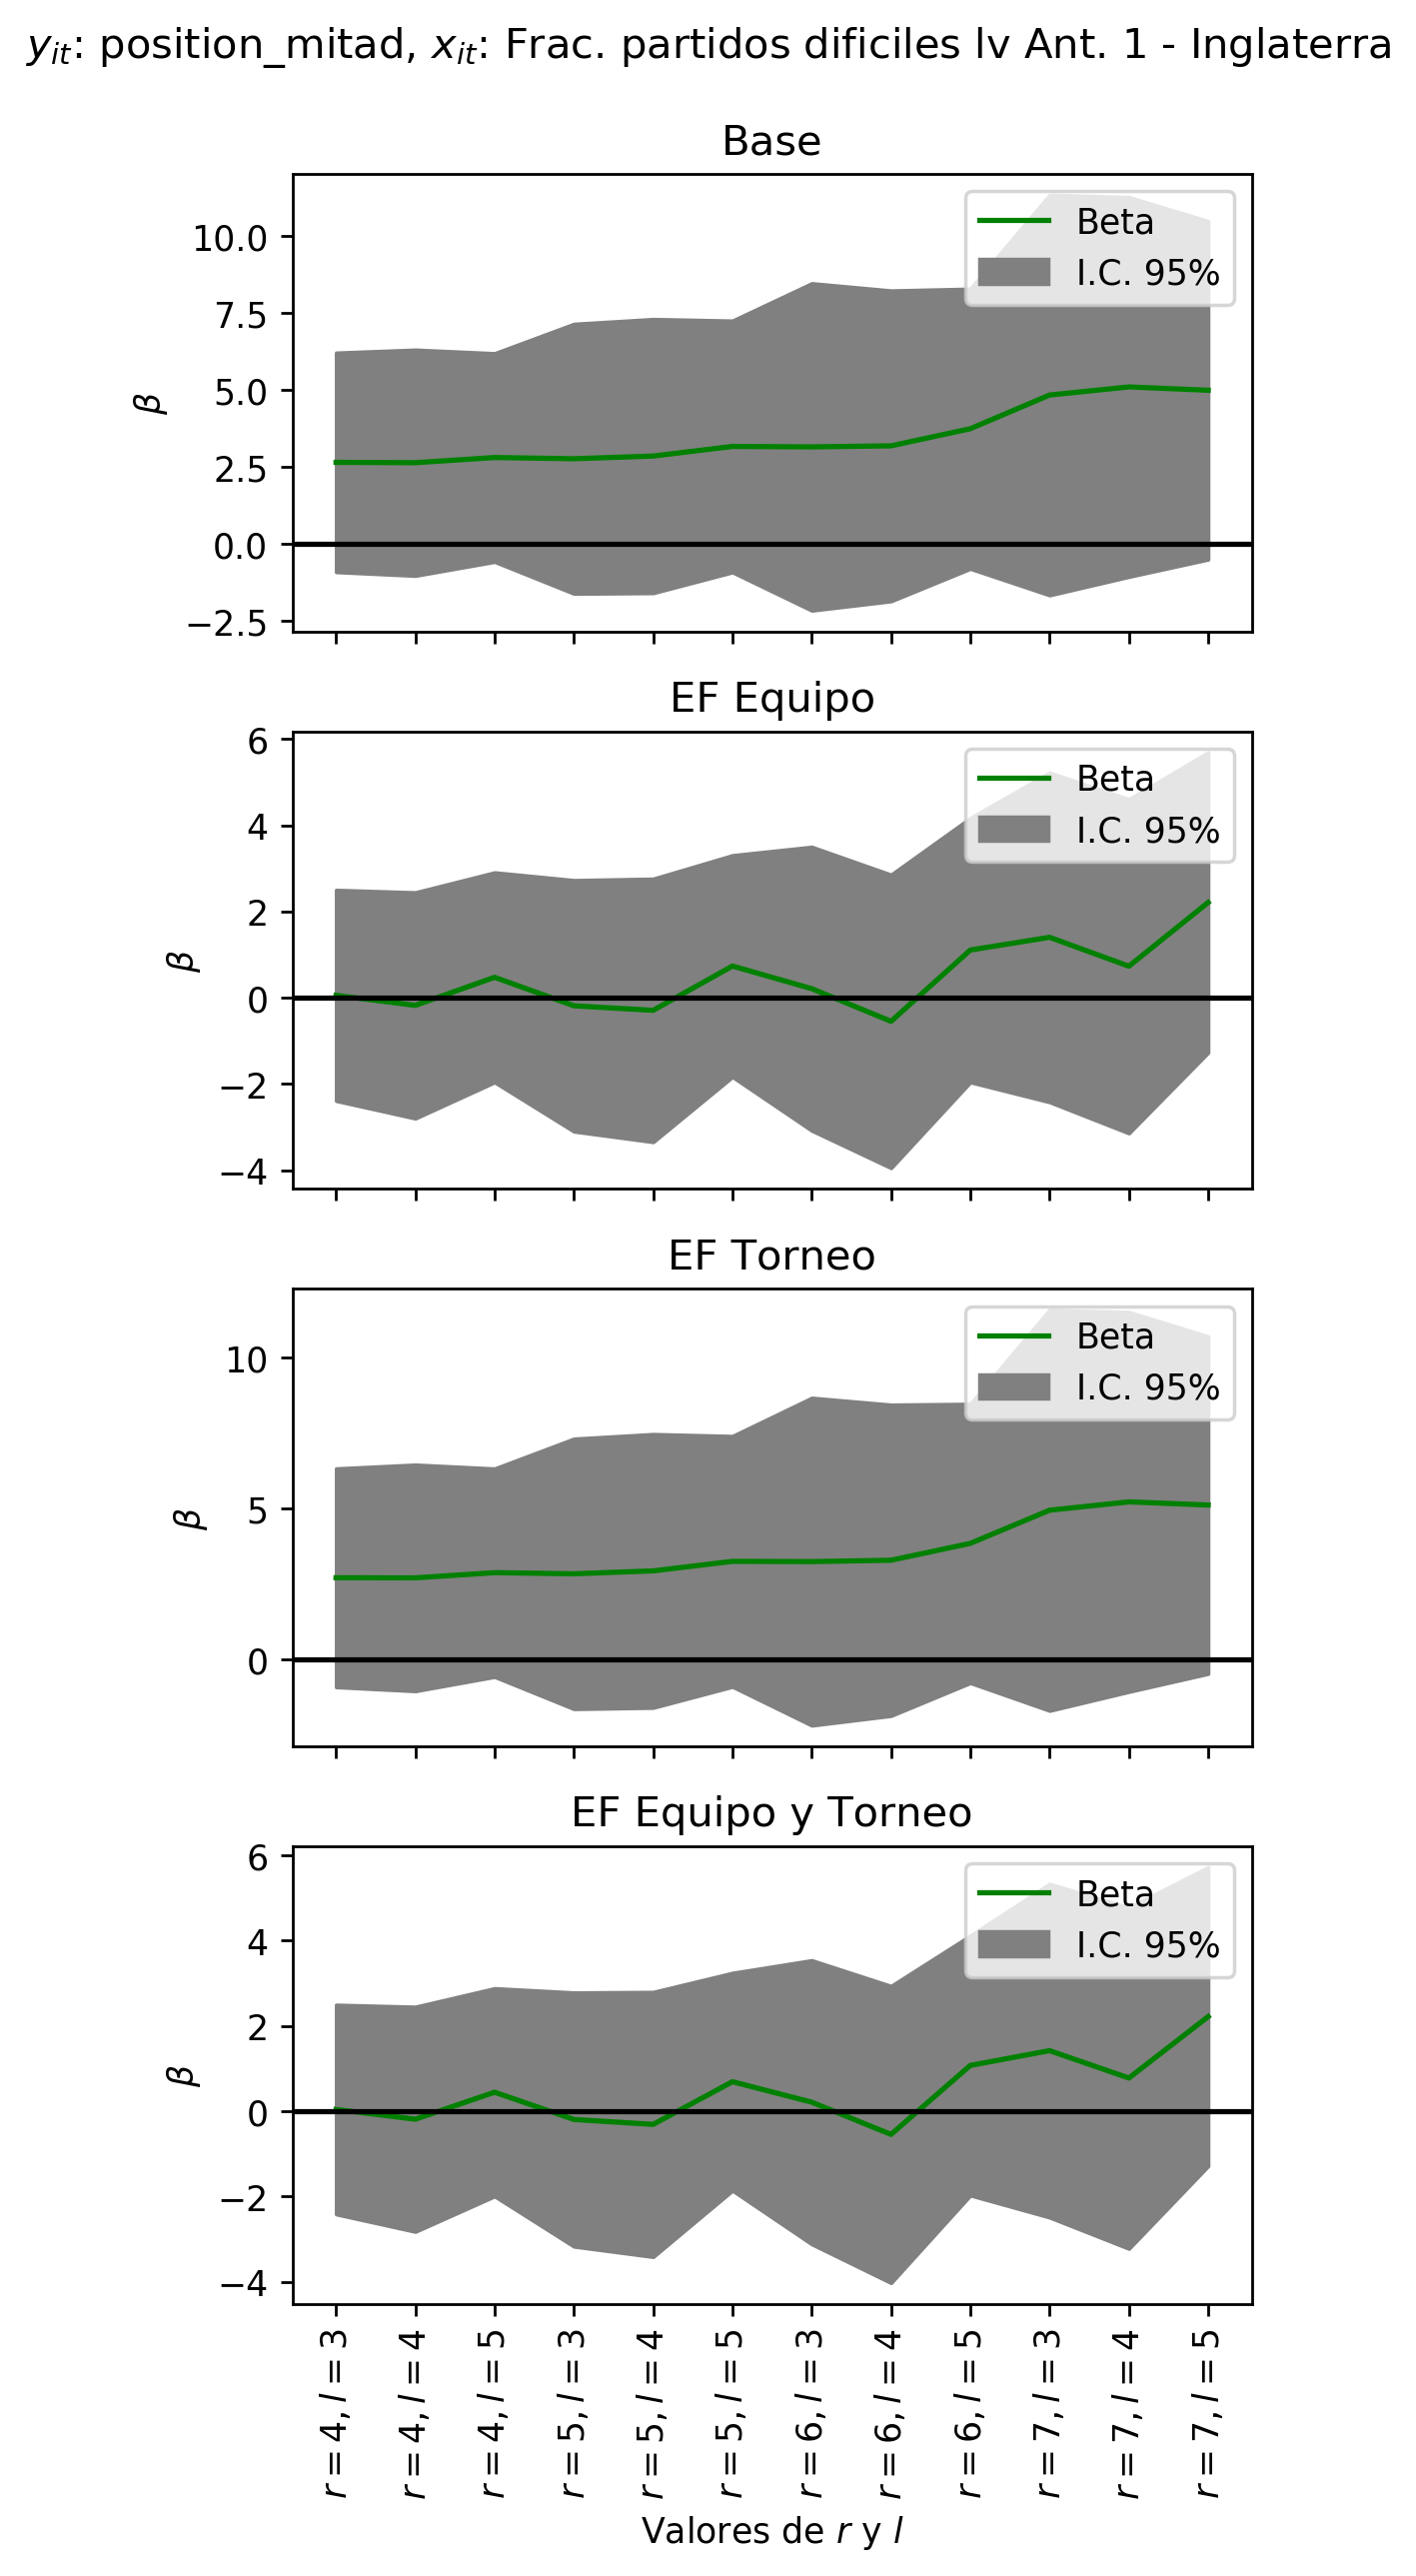 y_it: position_mitad, x_it: Frac. partidos dificiles lv Ant. 1 - Inglaterra
Base
Beta
I.C. 95%
10.0
7.5
5.0
2.5
0.0
−2.5
β
EF Equipo
Beta
I.C. 95%
6
4
2
0
−2
−4
β
EF Torneo
Beta
I.C. 95%
10
5
0
β
EF Equipo y Torneo
Beta
I.C. 95%
6
4
2
0
−2
−4
β
r = 4, l = 3
r = 4, l = 4
r = 4, l = 5
r = 5, l = 3
r = 5, l = 4
r = 5, l = 5
r = 6, l = 3
r = 6, l = 4
r = 6, l = 5
r = 7, l = 3
r = 7, l = 4
r = 7, l = 5
Valores de r y l